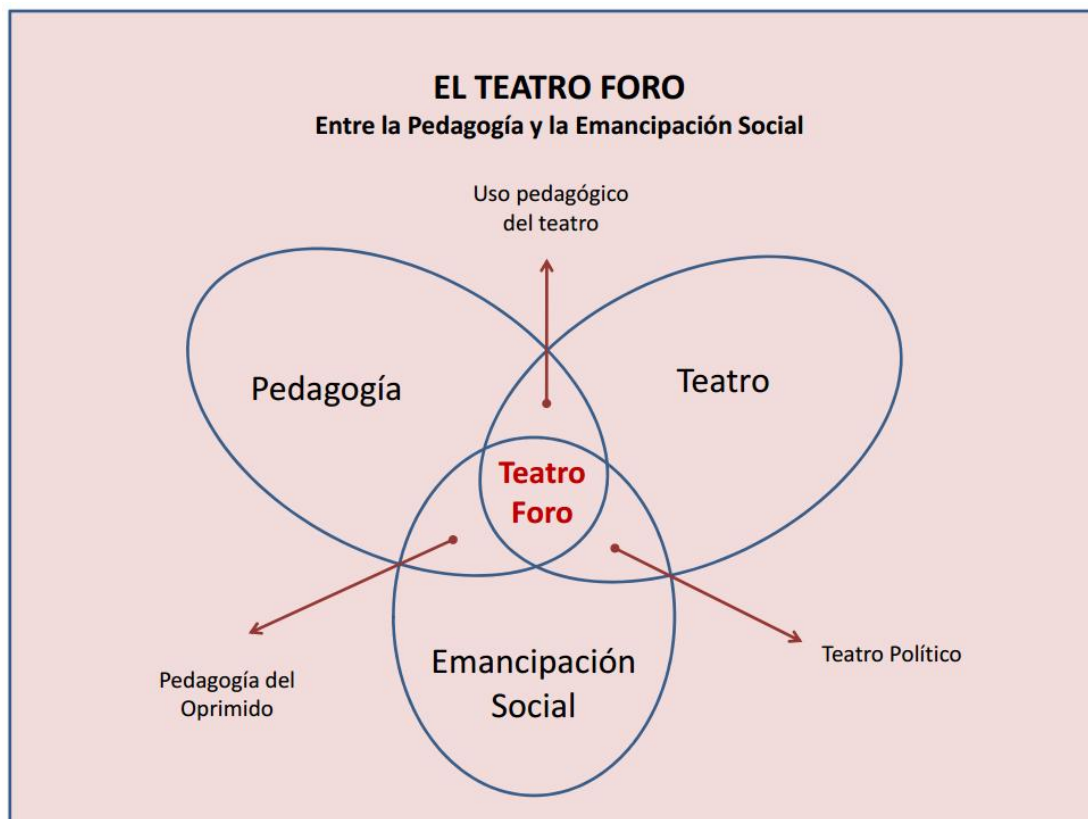 EL TEATRO FORO
Entre la Pedagogía y la Emancipación Social
Uso pedagógico
del teatro
Pedagogía
Teatro
Teatro
Foro
Emancipación
Social
Pedagogía del
Oprimido
Teatro Político